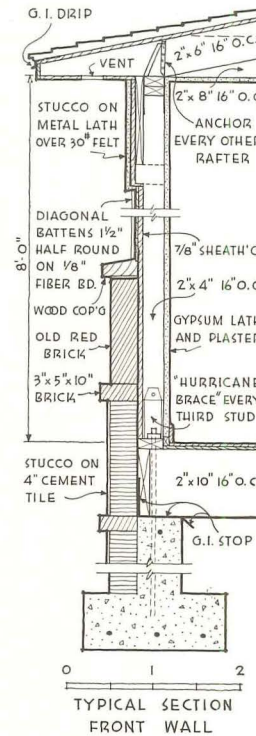 G.I. DRIP
2"x 6" 16" O.C.
VENT
2"x 8" 16" O.C
STUCCO ON
METAL LATH
OVER 30# FELT
ANCHOR
EVERY OTHER
RAFTER
8'-0"
DIAGONAL
BATTENS 1 1/2"
HALF ROUND
ON 1/8"
FIBER BD.
WOOD COP'G
7/8" SHEATH'G
2"x 4" 16" O.C
OLD RED
BRICK
GYPSUM LATH
AND PLASTER
3"x 5"x 10"
BRICK
"HURRICANE
BRACE" EVERY
THIRD STUD
STUCCO ON
4" CEMENT
TILE
2"x 10" 16" O.C
G.I. STOP
0 1 2
TYPICAL SECTION
FRONT WALL